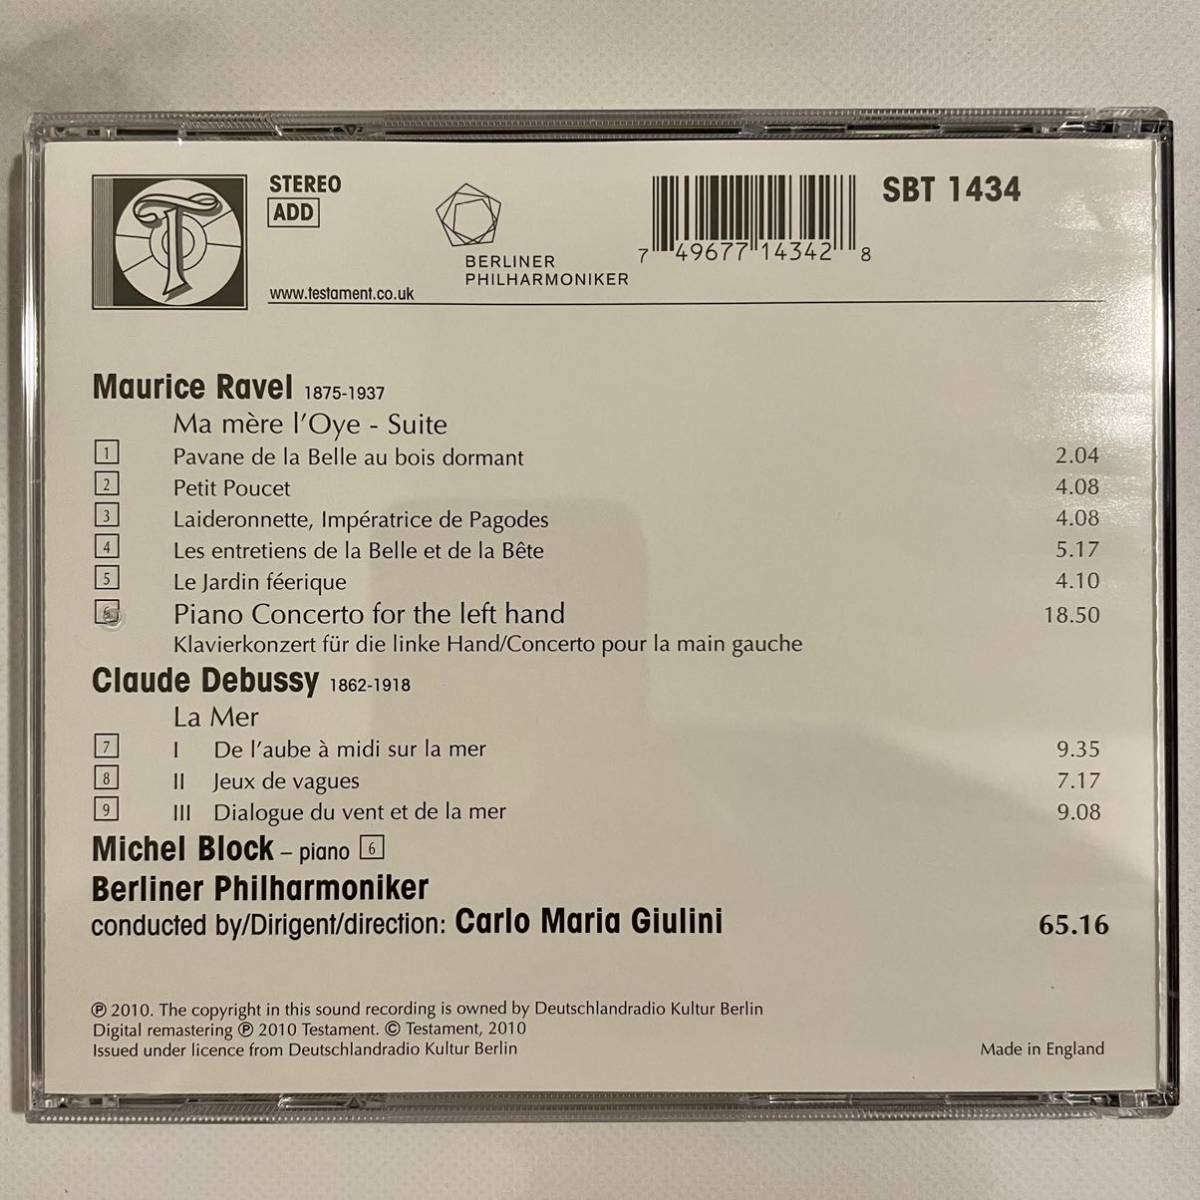 T
STEREO
ADD
www.testament.co.uk
BERLINER
PHILHARMONIKER
7 49677 14342 8
SBT 1434
Maurice Ravel 1875-1937
Ma mère l'Oye - Suite
1 Pavane de la Belle au bois dormant 2.04
2 Petit Poucet 4.08
3 Laideronnette, Impératrice de Pagodes 4.08
4 Les entretiens de la Belle et de la Bête 5.17
5 Le Jardin féerique 4.10
6 Piano Concerto for the left hand 18.50
Klavierkonzert für die linke Hand/Concerto pour la main gauche
Claude Debussy 1862-1918
La Mer
7 I De l'aube à midi sur la mer 9.35
8 II Jeux de vagues 7.17
9 III Dialogue du vent et de la mer 9.08
Michel Block – piano 6
Berliner Philharmoniker
conducted by/Dirigent/direction: Carlo Maria Giulini 65.16
℗ 2010. The copyright in this sound recording is owned by Deutschlandradio Kultur Berlin
Digital remastering ℗ 2010 Testament. © Testament, 2010
Issued under licence from Deutschlandradio Kultur Berlin
Made in England